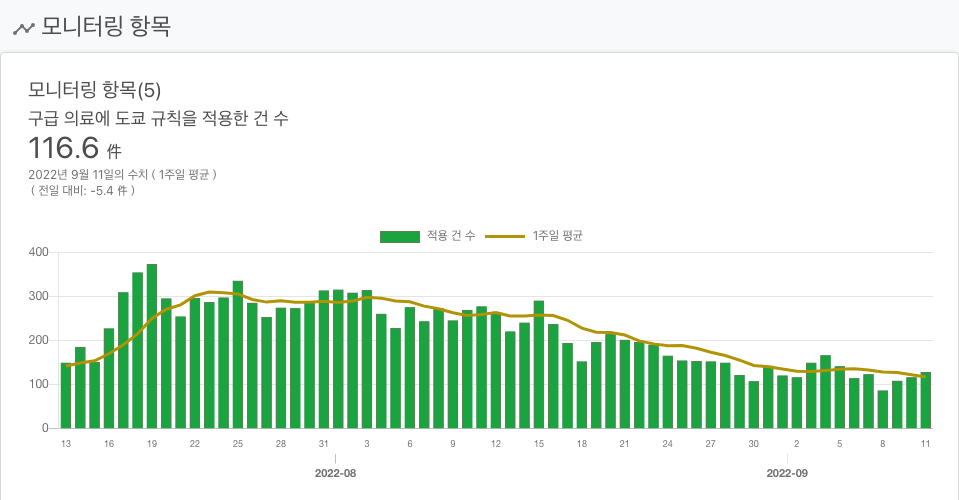 모니터링 항목
모니터링 항목(5)
구급 의료에 도쿄 규칙을 적용한 건 수
116.6 件
2022년 9월 11일의 수치 ( 1주일 평균 )
( 전일 대비: -5.4 件 )
적용 건 수 1주일 평균
400
300
200
100
0
13 16 19 22 25 28 31 3 6 9 12 15 18 21 24 27 30 2 5 8 11
2022-08 2022-09